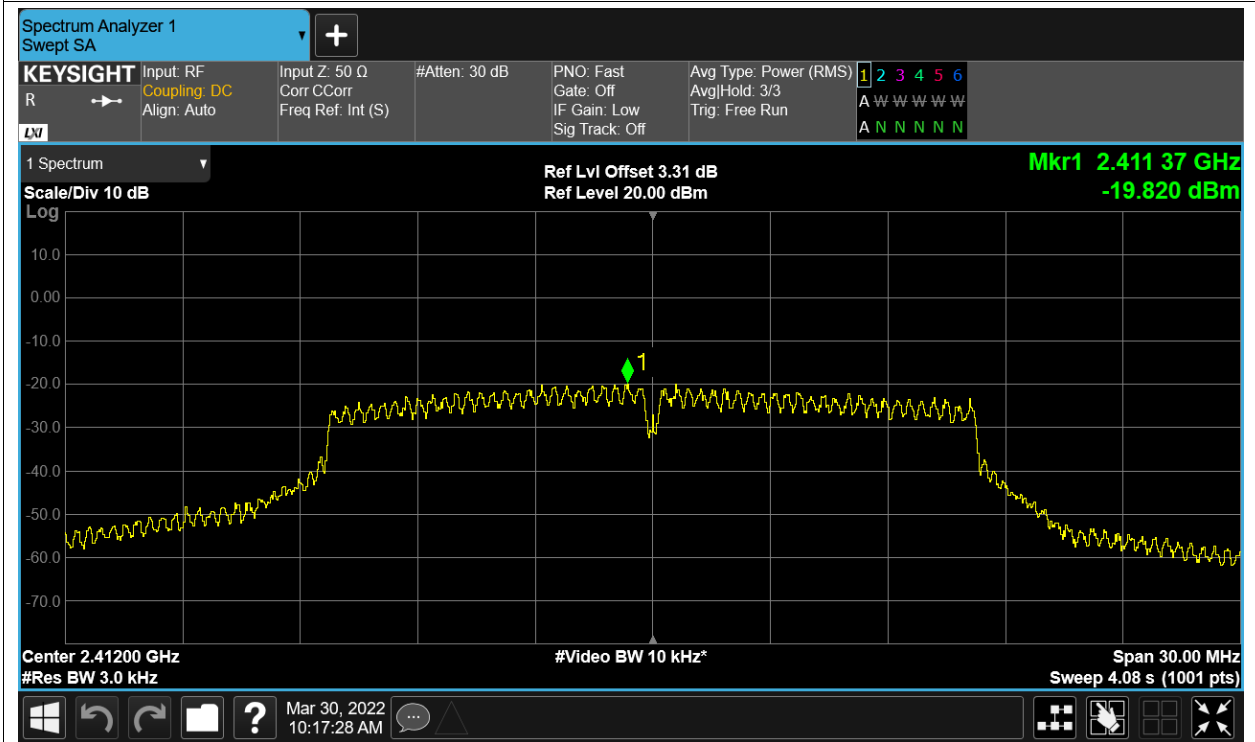 Spectrum Analyzer 1
Swept SA
+
KEYSIGHT
R
LXI
Input: RF
Coupling: DC
Align: Auto
Input Z: 50 Ω
Corr CCorr
Freq Ref: Int (S)
#Atten: 30 dB
PNO: Fast
Gate: Off
IF Gain: Low
Sig Track: Off
Avg Type: Power (RMS)
Avg|Hold: 3/3
Trig: Free Run
1 2 3 4 5 6
A W W W W W
A N N N N N
1 Spectrum
Scale/Div 10 dB
Log
Ref Lvl Offset 3.31 dB
Ref Level 20.00 dBm
Mkr1 2.411 37 GHz
-19.820 dBm
10.0
0.00
-10.0
-20.0
-30.0
-40.0
-50.0
-60.0
-70.0
1
Center 2.41200 GHz
#Res BW 3.0 kHz
#Video BW 10 kHz*
Span 30.00 MHz
Sweep 4.08 s (1001 pts)
?
Mar 30, 2022
10:17:28 AM